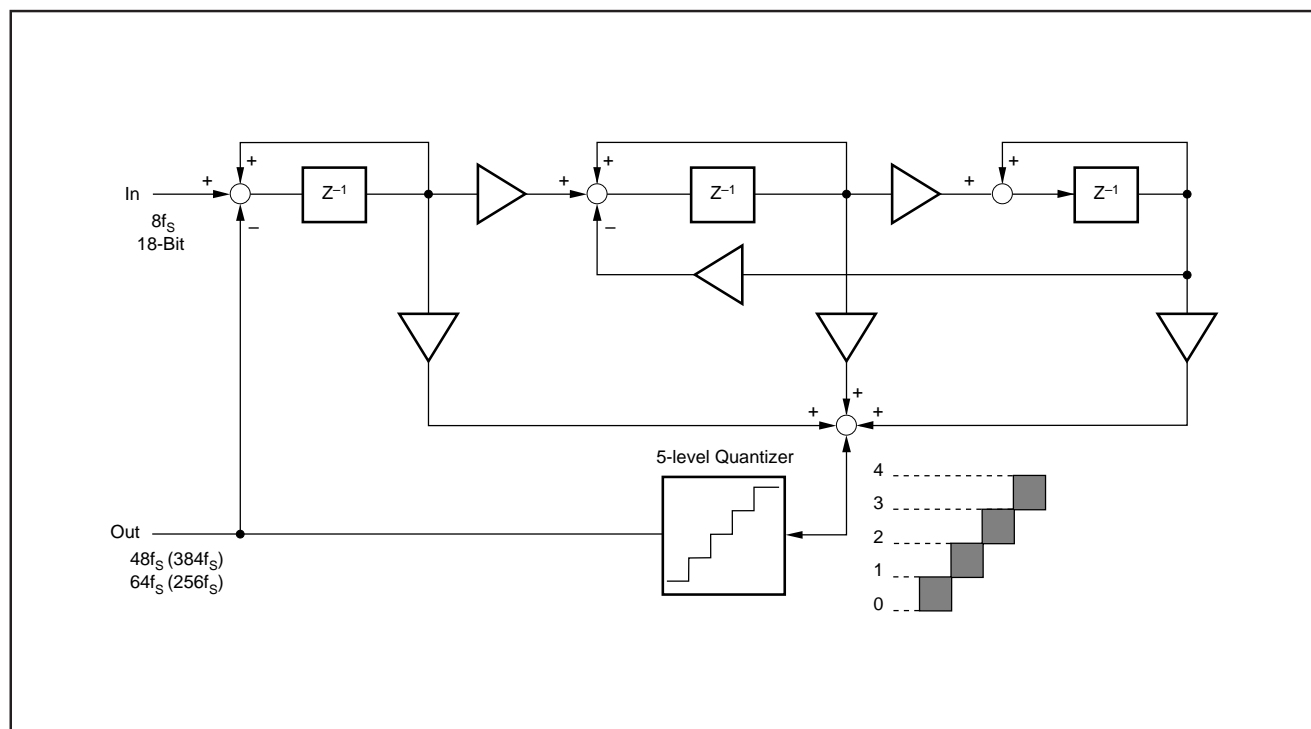 + + +
In + Z⁻¹ + Z⁻¹ + Z⁻¹
8fS − −
18-Bit
+
+ +
5-level Quantizer
4
3
Out 2
48fS (384fS)
64fS (256fS) 1
0